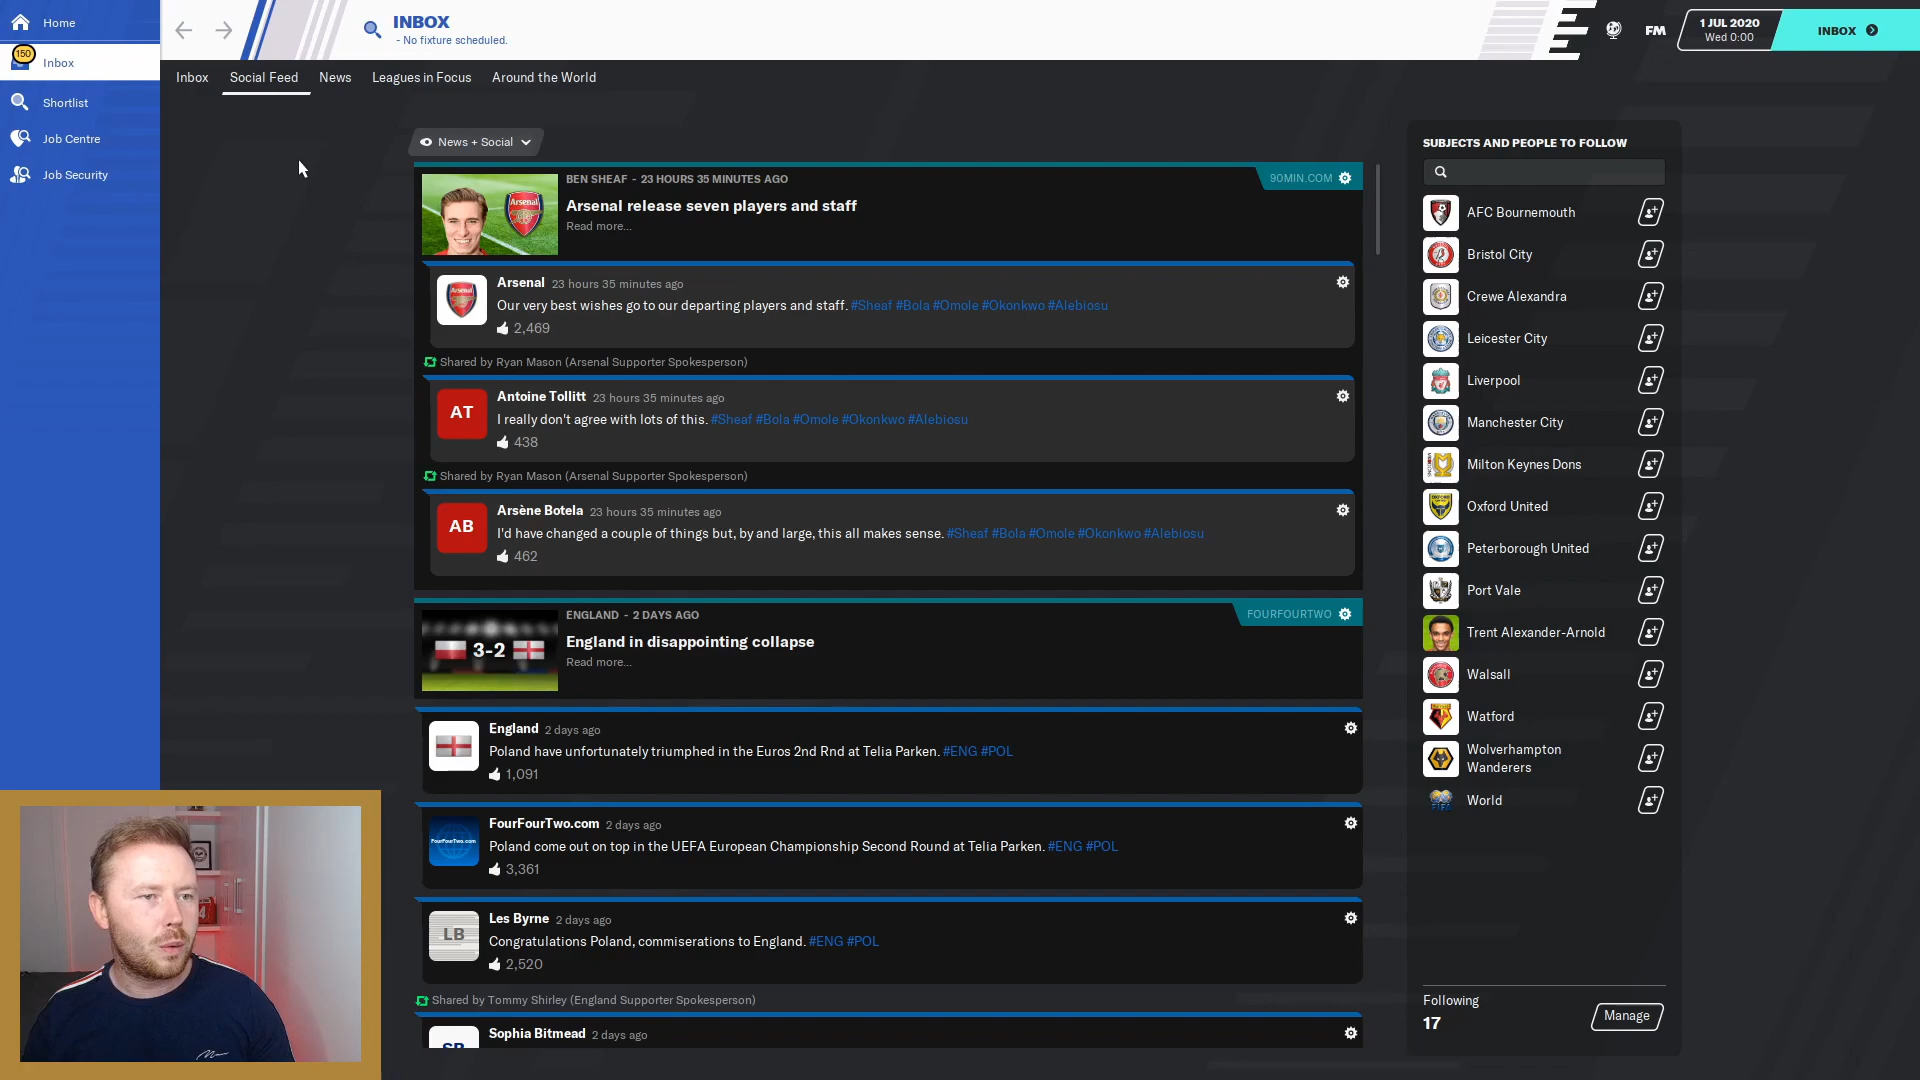 Home
150
Inbox
Shortlist
Job Centre
Job Security
INBOX
- No fixture scheduled.
FM
1 JUL 2020
Wed 0:00
INBOX
Inbox
Social Feed
News
Leagues in Focus
Around the World
News + Social
BEN SHEAF - 23 HOURS 35 MINUTES AGO
90MIN.COM
Arsenal release seven players and staff
Read more...
Arsenal
Arsenal 23 hours 35 minutes ago
Our very best wishes go to our departing players and staff. #Sheaf #Bola #Omole #Okonkwo #Alebiosu
2,469
Shared by Ryan Mason (Arsenal Supporter Spokesperson)
AT
Antoine Tollitt 23 hours 35 minutes ago
I really don't agree with lots of this. #Sheaf #Bola #Omole #Okonkwo #Alebiosu
438
Shared by Ryan Mason (Arsenal Supporter Spokesperson)
AB
Arsène Botela 23 hours 35 minutes ago
I'd have changed a couple of things but, by and large, this all makes sense. #Sheaf #Bola #Omole #Okonkwo #Alebiosu
462
ENGLAND - 2 DAYS AGO
FOURFOURTWO
3-2
England in disappointing collapse
Read more...
England 2 days ago
Poland have unfortunately triumphed in the Euros 2nd Rnd at Telia Parken. #ENG #POL
1,091
FourFourTwo.com
FourFourTwo.com 2 days ago
Poland come out on top in the UEFA European Championship Second Round at Telia Parken. #ENG #POL
3,361
LB
Les Byrne 2 days ago
Congratulations Poland, commiserations to England. #ENG #POL
2,520
Shared by Tommy Shirley (England Supporter Spokesperson)
Sophia Bitmead 2 days ago
SUBJECTS AND PEOPLE TO FOLLOW
AFC Bournemouth
Bristol City
Crewe Alexandra
Leicester City
Liverpool
Manchester City
Milton Keynes Dons
Oxford United
Peterborough United
Port Vale
Trent Alexander-Arnold
Walsall
Watford
Wolverhampton
Wanderers
World
Following
17
Manage